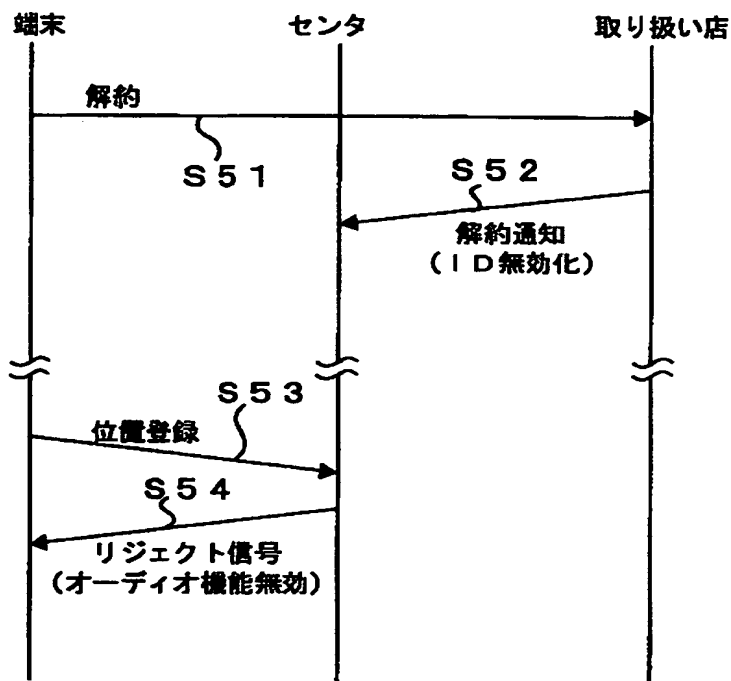 端末
センタ
取り扱い店
解約
S51
S52
解約通知
(ID無効化)
S53
位置登録
S54
リジェクト信号
(オーディオ機能無効)